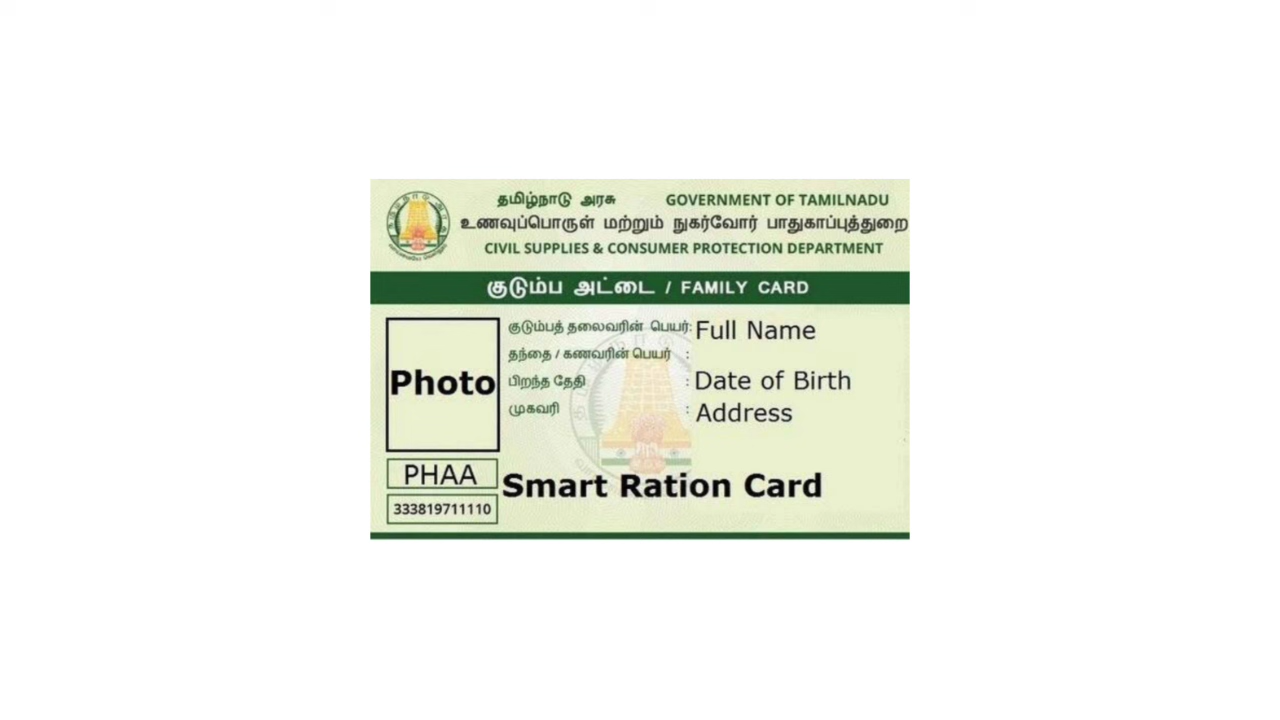 தமிழ்நாடு அரசு GOVERNMENT OF TAMILNADU
உணவுப்பொருள் மற்றும் நுகர்வோர் பாதுகாப்புத்துறை
CIVIL SUPPLIES & CONSUMER PROTECTION DEPARTMENT
குடும்ப அட்டை / FAMILY CARD
குடும்பத் தலைவரின் பெயர்: Full Name
தந்தை / கணவரின் பெயர் :
Photo
பிறந்த தேதி : Date of Birth
முகவரி : Address
PHAA
Smart Ration Card
333819711110